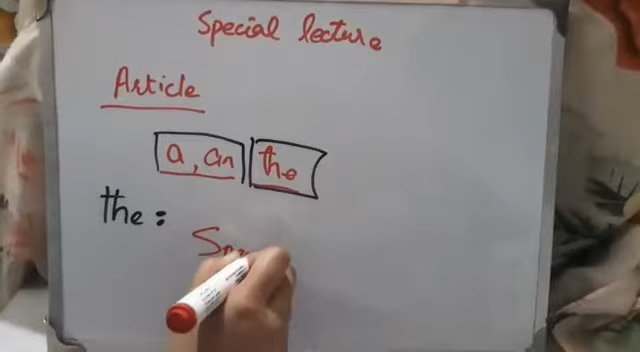 Special lecture
Article
a, an the
the: